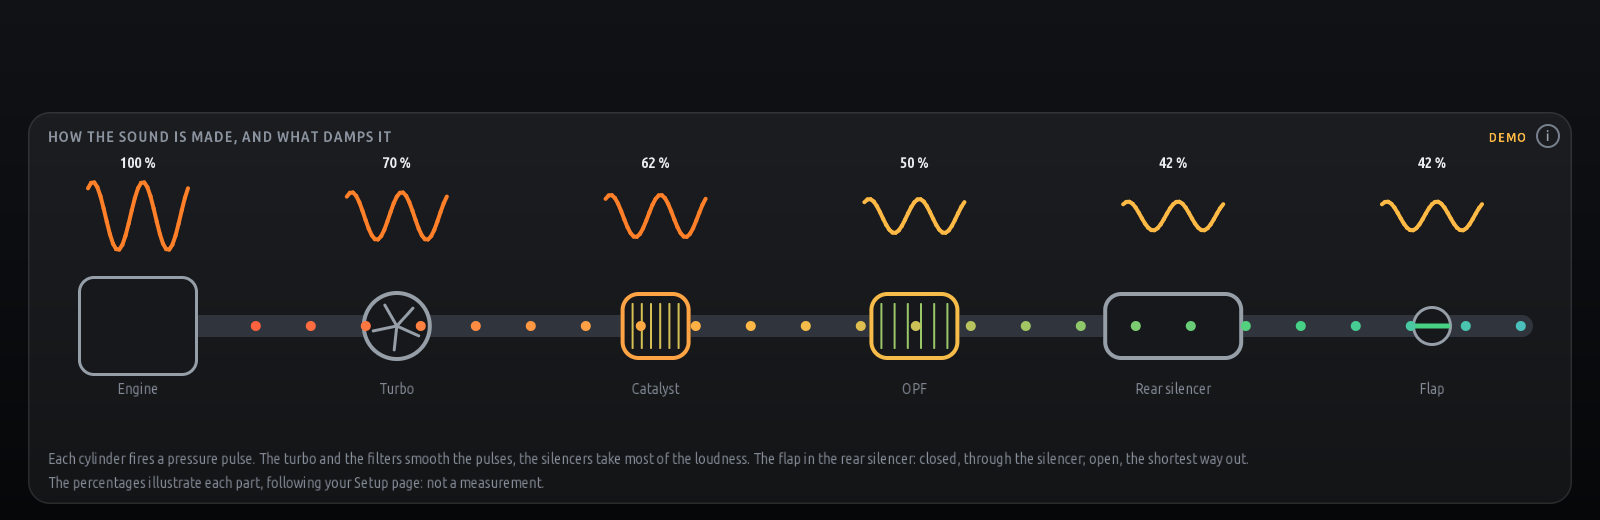 HOW THE SOUND IS MADE, AND WHAT DAMPS IT
DEMO i
100 % 70 % 62 % 50 % 42 % 42 %
Engine Turbo Catalyst OPF Rear silencer Flap
Each cylinder fires a pressure pulse. The turbo and the filters smooth the pulses, the silencers take most of the loudness. The flap in the rear silencer: closed, through the silencer; open, the shortest way out.
The percentages illustrate each part, following your Setup page: not a measurement.